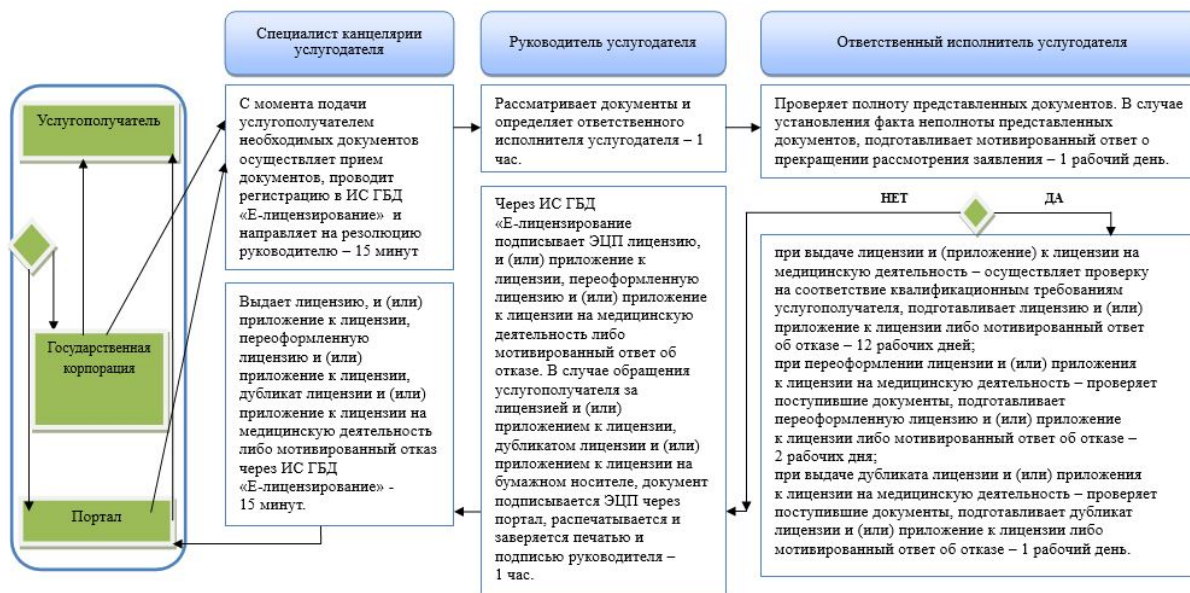 Специалист канцелярии
услугодателя
Руководитель услугодателя
Ответственный исполнитель услугодателя
Услугополучатель
Государственная
корпорация
Портал
С момента подачи
услугополучателем
необходимых документов
осуществляет прием
документов, проводит
регистрацию в ИС ГБД
«Е-лицензирование» и
направляет на резолюцию
руководителю – 15 минут
Рассматривает документы и
определяет ответственного
исполнителя услугодателя – 1
час.
Проверяет полноту представленных документов. В случае
установления факта неполноты представленных
документов, подготавливает мотивированный ответ о
прекращении рассмотрения заявления – 1 рабочий день.
НЕТ
ДА
Выдает лицензию, и (или)
приложение к лицензии,
переоформленную
лицензию и (или)
приложение к лицензии,
дубликат лицензии и (или)
приложение к лицензии на
медицинскую деятельность
либо мотивированный отказ
через ИС ГБД
«Е-лицензирование» -
15 минут.
Через ИС ГБД
«Е-лицензирование
подписывает ЭЦП лицензию,
и (или) приложение к
лицензии, переоформленную
лицензию и (или) приложение
к лицензии на медицинскую
деятельность либо
мотивированный ответ об
отказе. В случае обращения
услугополучателя за
лицензией и (или)
приложением к лицензии,
дубликатом лицензии и (или)
приложением к лицензии на
бумажном носителе, документ
подписывается ЭЦП через
портал, распечатывается и
заверяется печатью и
подписью руководителя –
1 час.
при выдаче лицензии и (приложение) к лицензии на
медицинскую деятельность – осуществляет проверку
на соответствие квалификационным требованиям
услугополучателя, подготавливает лицензию и (или)
приложение к лицензии либо мотивированный ответ
об отказе – 12 рабочих дней;
при переоформлении лицензии и (или) приложения
к лицензии на медицинскую деятельность – проверяет
поступившие документы, подготавливает
переоформленную лицензию и (или) приложение
к лицензии либо мотивированный ответ об отказе –
2 рабочих дня;
при выдаче дубликата лицензии и (или) приложения
к лицензии на медицинскую деятельность – проверяет
поступившие документы, подготавливает дубликат
лицензии и (или) приложение к лицензии либо
мотивированный ответ об отказе – 1 рабочий день.